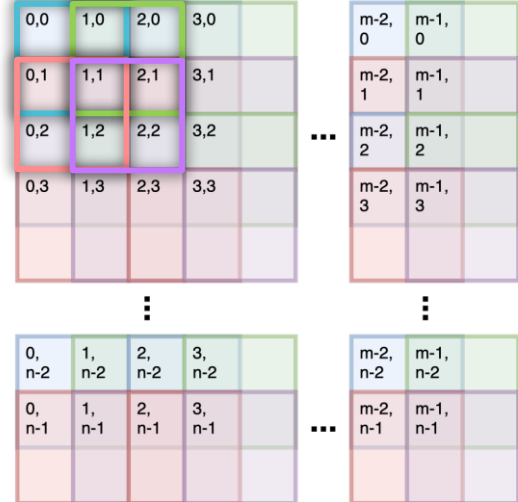 0,0 1,0 2,0 3,0 m-2, m-1,
0 0
0,1 1,1 2,1 3,1 m-2, m-1,
1 1
0,2 1,2 2,2 3,2 ... m-2, m-1,
2 2
0,3 1,3 2,3 3,3 m-2, m-1,
3 3
0, 1, 2, 3, m-2, m-1,
n-2 n-2 n-2 n-2 n-2 n-2
0, 1, 2, 3, m-2, m-1,
n-1 n-1 n-1 n-1 ... n-1 n-1